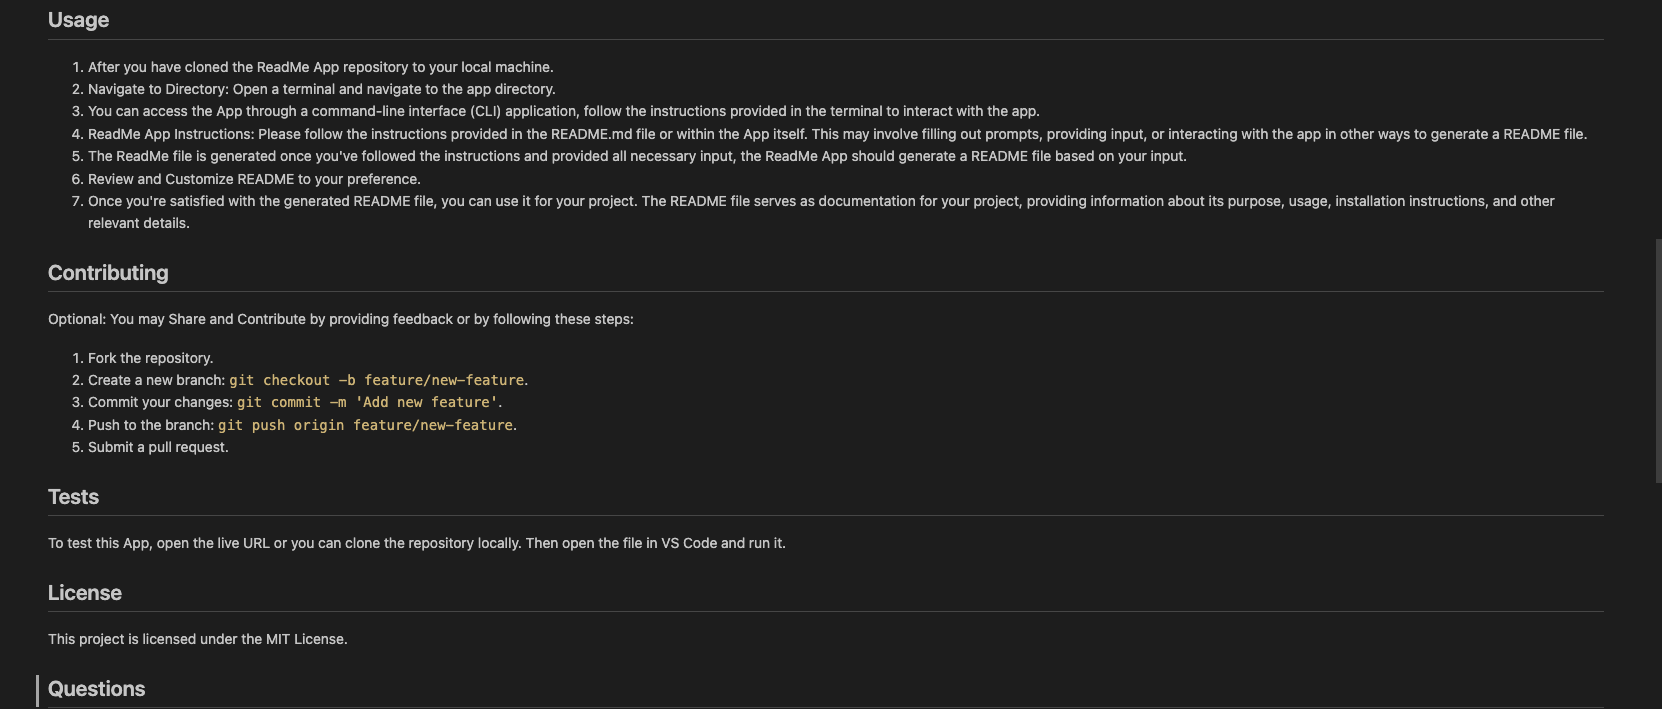 Usage
1. After you have cloned the ReadMe App repository to your local machine.
2. Navigate to Directory: Open a terminal and navigate to the app directory.
3. You can access the App through a command-line interface (CLI) application, follow the instructions provided in the terminal to interact with the app.
4. ReadMe App Instructions: Please follow the instructions provided in the README.md file or within the App itself. This may involve filling out prompts, providing input, or interacting with the app in other ways to generate a README file.
5. The ReadMe file is generated once you've followed the instructions and provided all necessary input, the ReadMe App should generate a README file based on your input.
6. Review and Customize README to your preference.
7. Once you're satisfied with the generated README file, you can use it for your project. The README file serves as documentation for your project, providing information about its purpose, usage, installation instructions, and other
relevant details.
Contributing
Optional: You may Share and Contribute by providing feedback or by following these steps:
1. Fork the repository.
2. Create a new branch: git checkout -b feature/new-feature.
3. Commit your changes: git commit -m 'Add new feature'.
4. Push to the branch: git push origin feature/new-feature.
5. Submit a pull request.
Tests
To test this App, open the live URL or you can clone the repository locally. Then open the file in VS Code and run it.
License
This project is licensed under the MIT License.
Questions